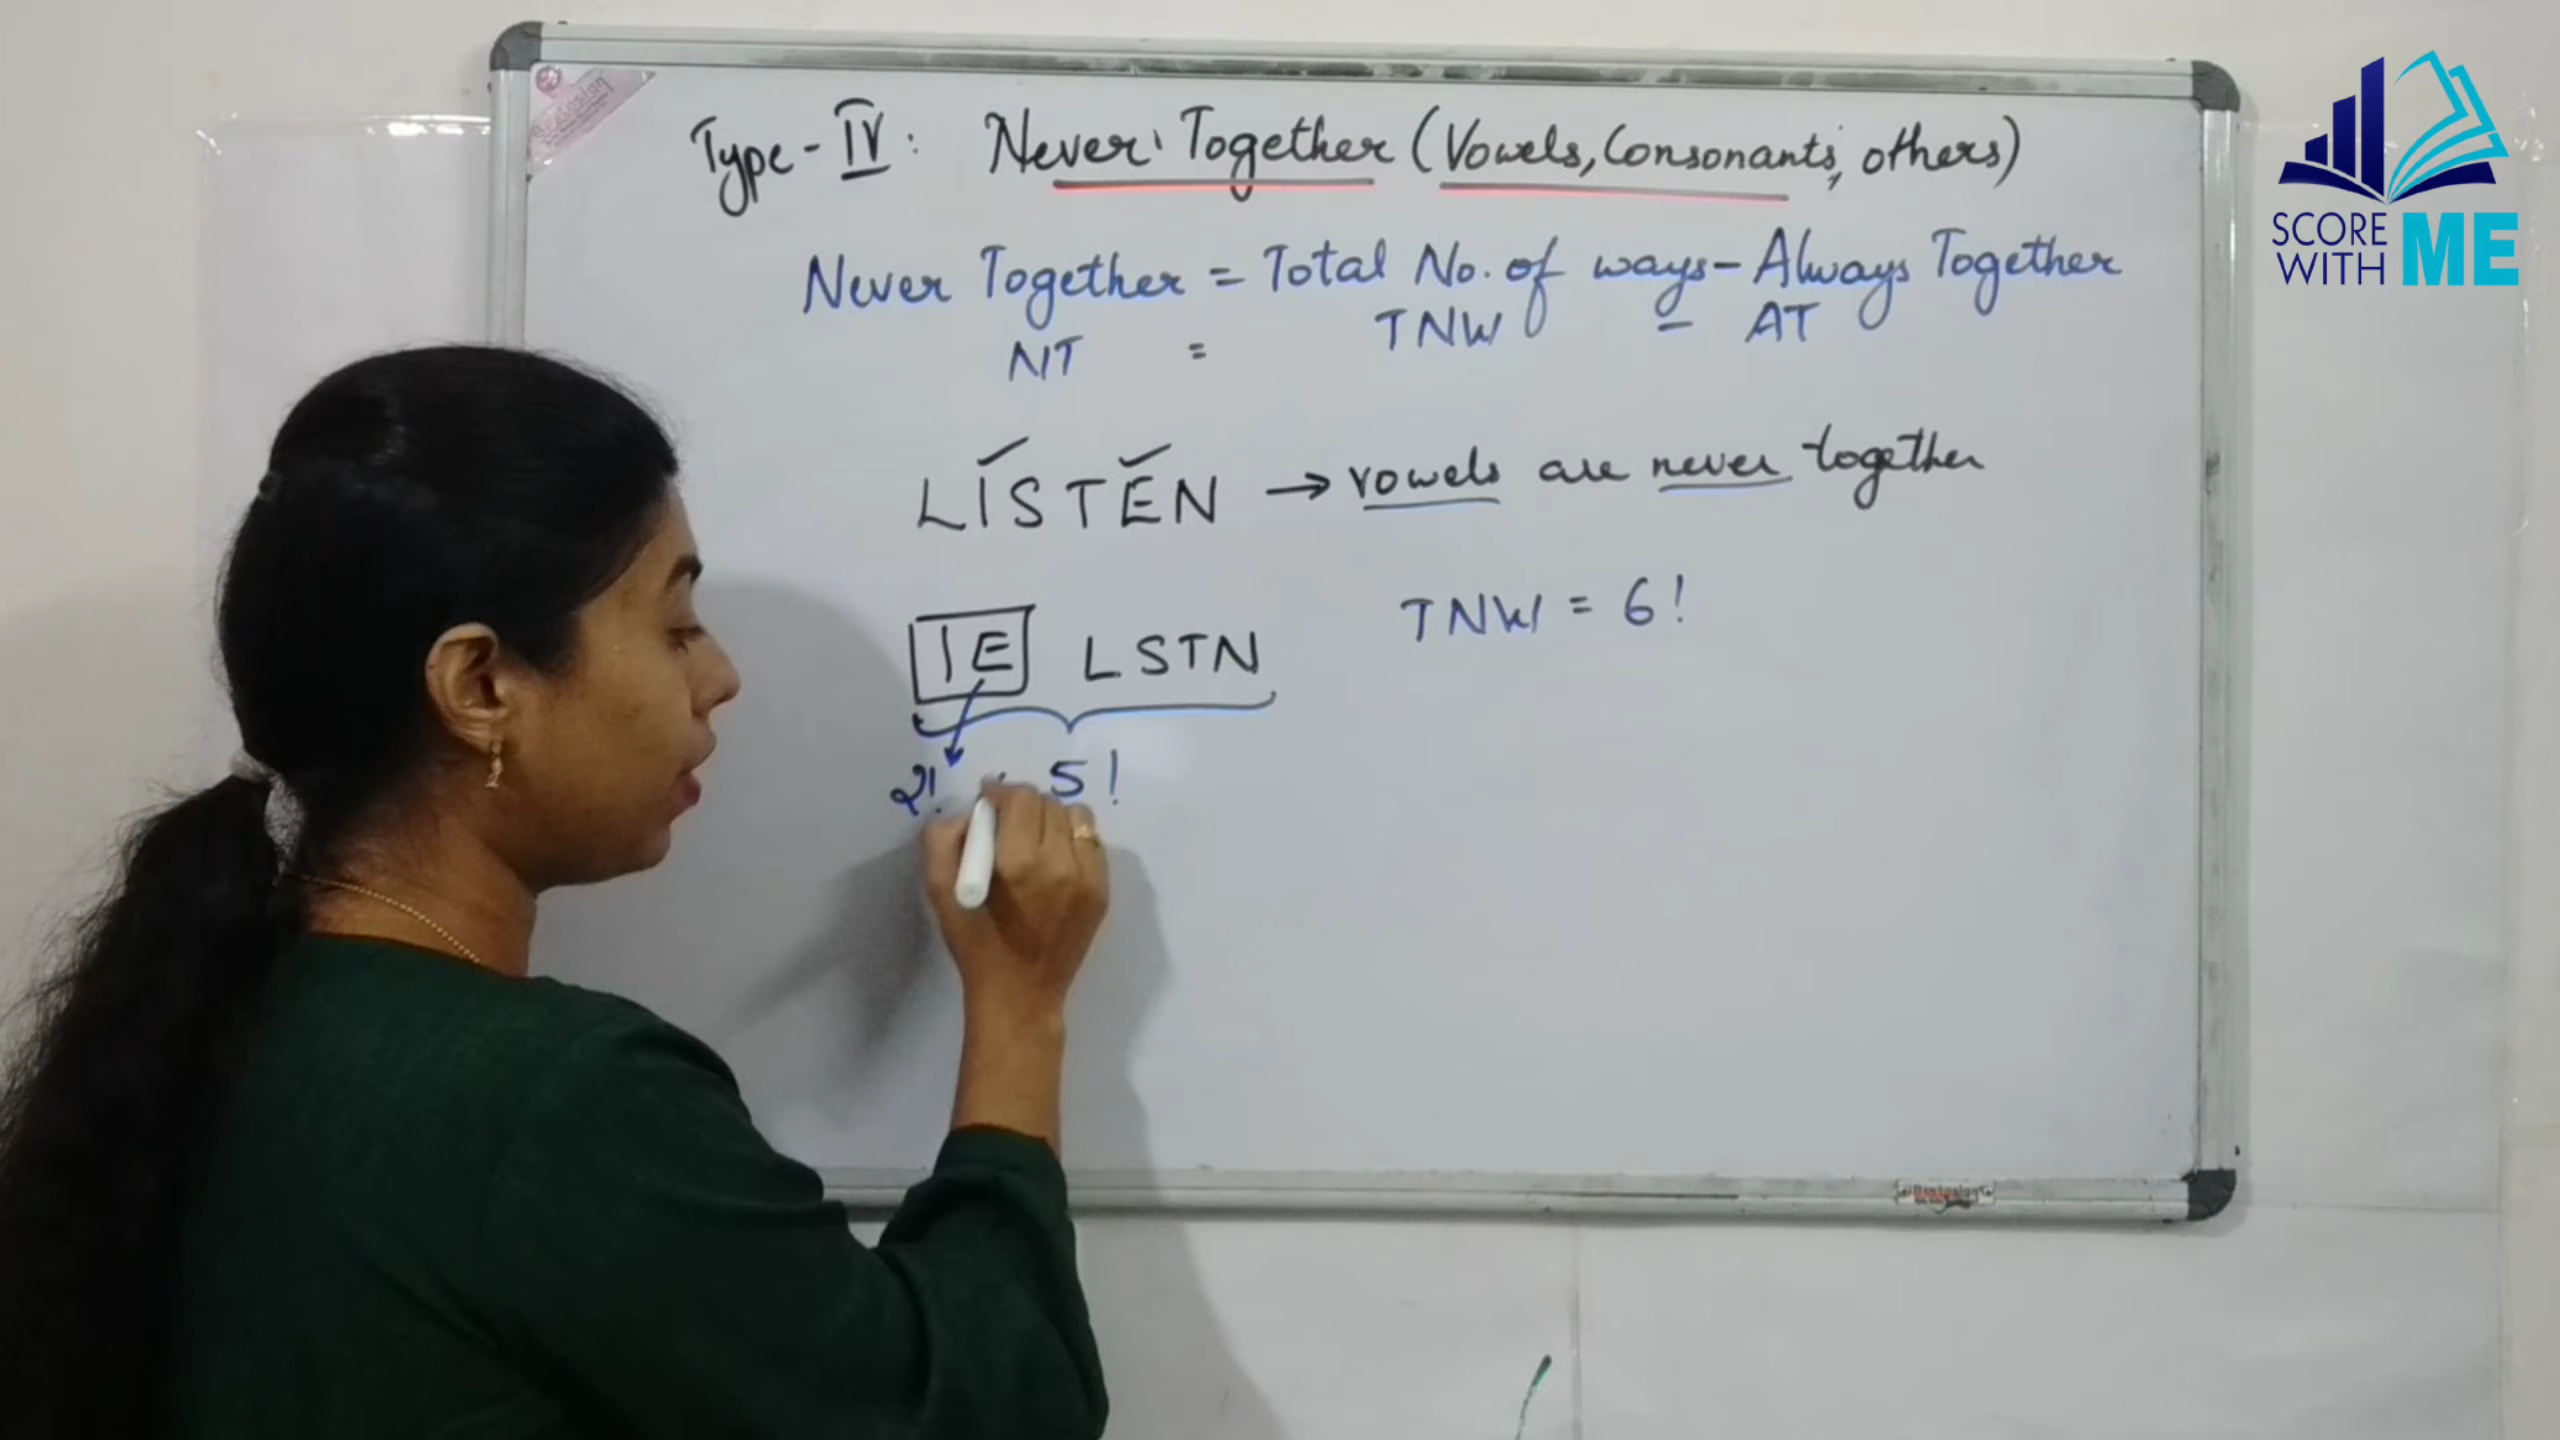 Type - IV : Never Together (Vowels, Consonants, others)
Never Together = Total No. of ways - Always Together
NT = TNW - AT
LISTEN → vowels are never together
IE LSTN
TNW = 6!
2! × 5!
SCORE
WITH ME